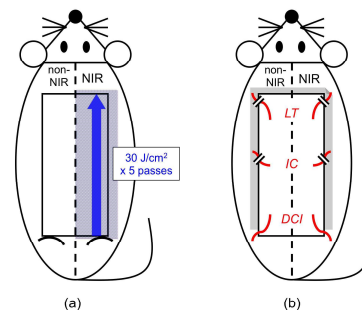 non-
NIR
NIR
30 J/cm²
x 5 passes
(a)
non-
NIR
NIR
LT
IC
DCI
(b)